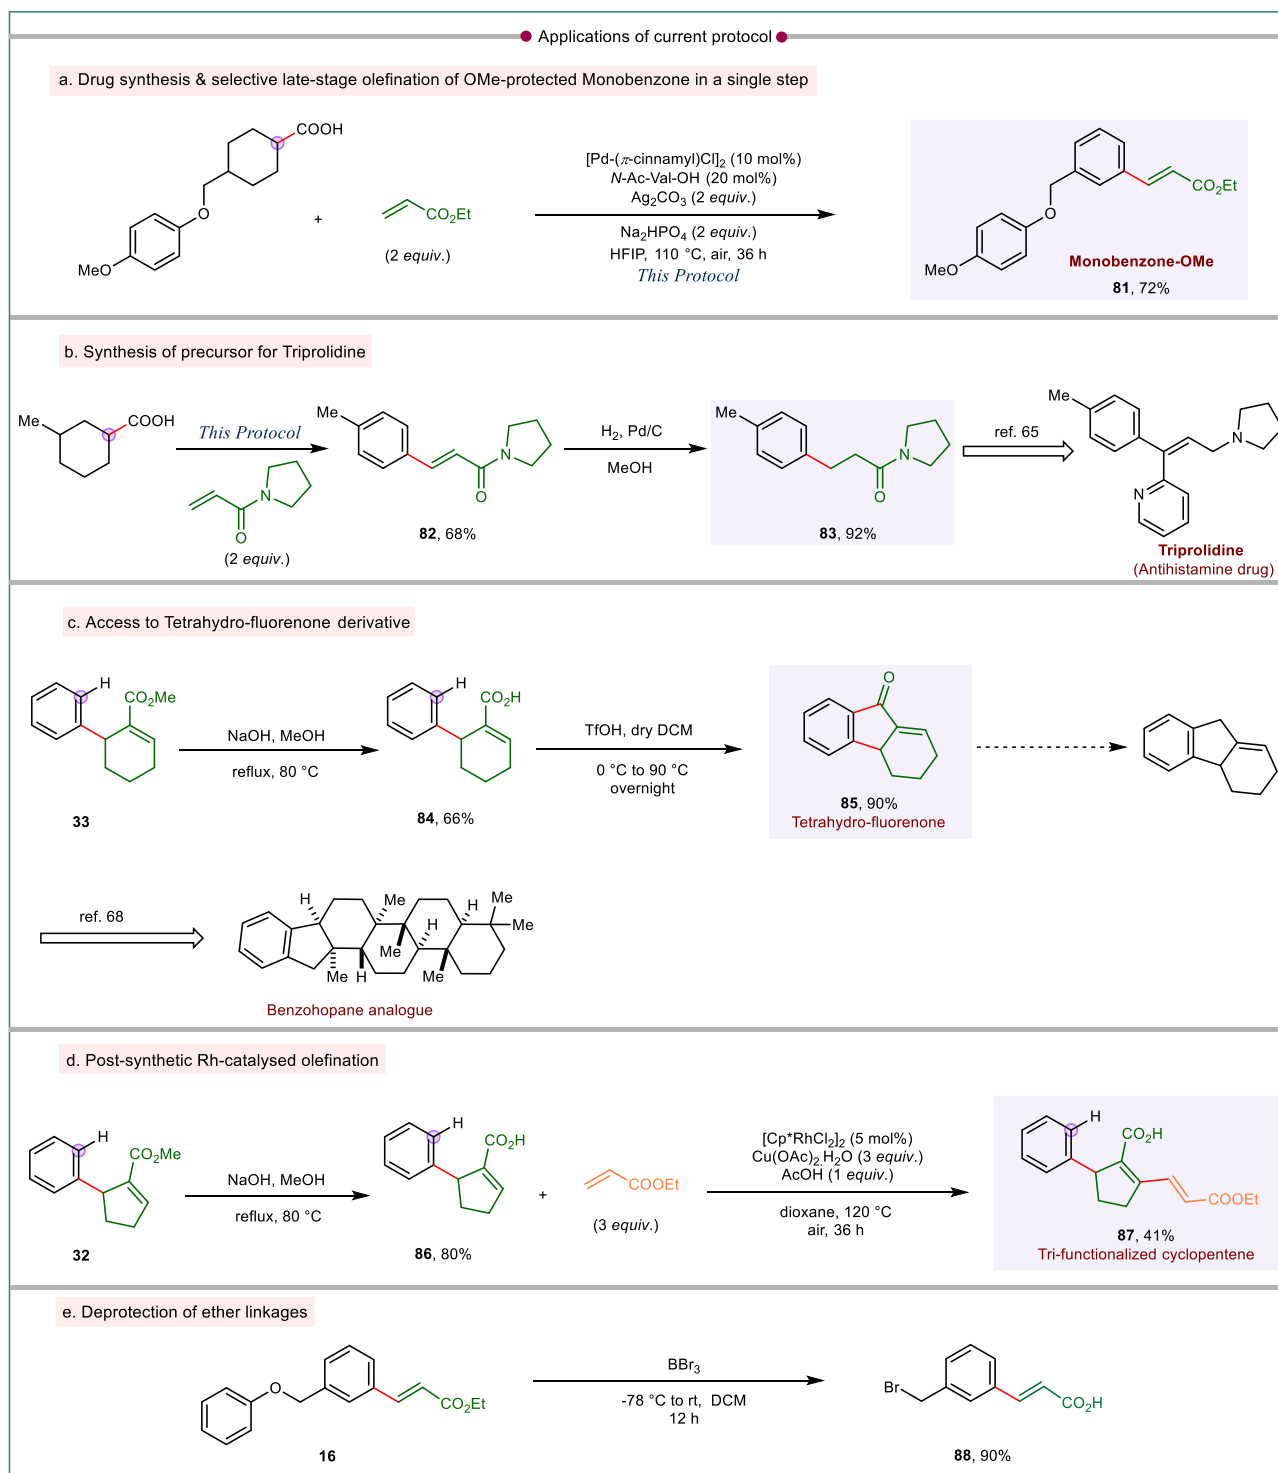 Applications of current protocol
a. Drug synthesis & selective late-stage olefination of OMe-protected Monobenzone in a single step
COOH
O
MeO
+
CO2Et
(2 equiv.)
[Pd-(π-cinnamyl)Cl]2 (10 mol%)
N-Ac-Val-OH (20 mol%)
Ag2CO3 (2 equiv.)
Na2HPO4 (2 equiv.)
HFIP, 110 °C, air, 36 h
This Protocol
CO2Et
O
MeO
Monobenzone-OMe
81, 72%
b. Synthesis of precursor for Triprolidine
Me
COOH
This Protocol
N
O
(2 equiv.)
Me
N
O
82, 68%
H2, Pd/C
MeOH
Me
N
O
83, 92%
ref. 65
Me
N
N
Triprolidine
(Antihistamine drug)
c. Access to Tetrahydro-fluorenone derivative
H
CO2Me
33
NaOH, MeOH
reflux, 80 °C
H
CO2H
84, 66%
TfOH, dry DCM
0 °C to 90 °C
overnight
O
85, 90%
Tetrahydro-fluorenone
ref. 68
H
Me
H
Me
Me
Me
H
Me
H
Me
Benzohopane analogue
d. Post-synthetic Rh-catalysed olefination
H
CO2Me
32
NaOH, MeOH
reflux, 80 °C
H
CO2H
86, 80%
+
COOEt
(3 equiv.)
[Cp*RhCl2]2 (5 mol%)
Cu(OAc)2.H2O (3 equiv.)
AcOH (1 equiv.)
dioxane, 120 °C
air, 36 h
H
CO2H
COOEt
87, 41%
Tri-functionalized cyclopentene
e. Deprotection of ether linkages
O
CO2Et
16
BBr3
-78 °C to rt, DCM
12 h
Br
CO2H
88, 90%